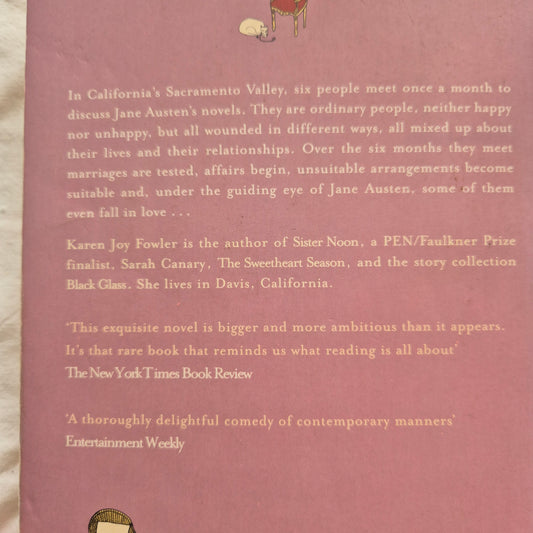 In California's Sacramento Valley, six people meet once a month to
discuss Jane Austen's novels. They are ordinary people, neither happy
nor unhappy, but all wounded in different ways, all mixed up about
their lives and their relationships. Over the six months they meet
marriages are tested, affairs begin, unsuitable arrangements become
suitable and, under the guiding eye of Jane Austen, some of them
even fall in love . . .
Karen Joy Fowler is the author of Sister Noon, a PEN/Faulkner Prize
finalist, Sarah Canary, The Sweetheart Season, and the story collection
Black Glass. She lives in Davis, California.
'This exquisite novel is bigger and more ambitious than it appears.
It's that rare book that reminds us what reading is all about'
The New York Times Book Review
'A thoroughly delightful comedy of contemporary manners'
Entertainment Weekly